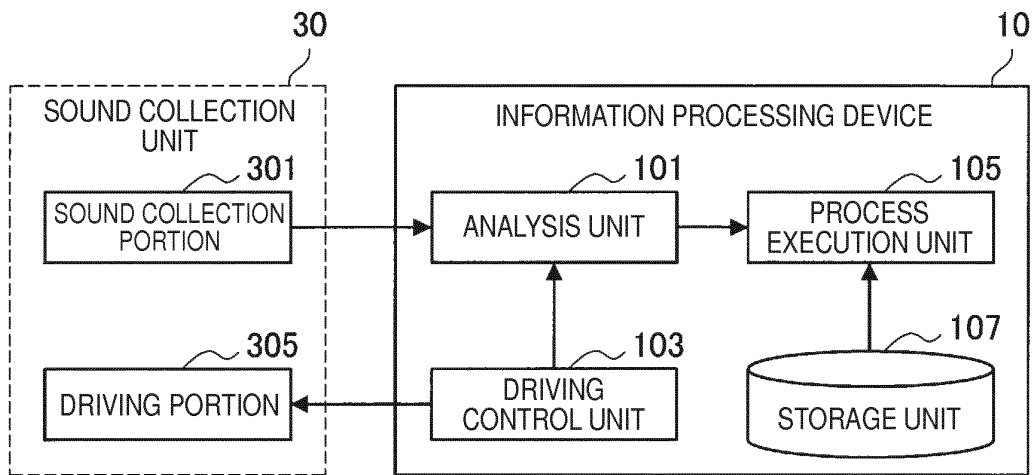 30
10
SOUND COLLECTION
UNIT
INFORMATION PROCESSING DEVICE
301
SOUND COLLECTION
PORTION
101
ANALYSIS UNIT
105
PROCESS
EXECUTION UNIT
305
DRIVING PORTION
103
DRIVING
CONTROL UNIT
107
STORAGE UNIT